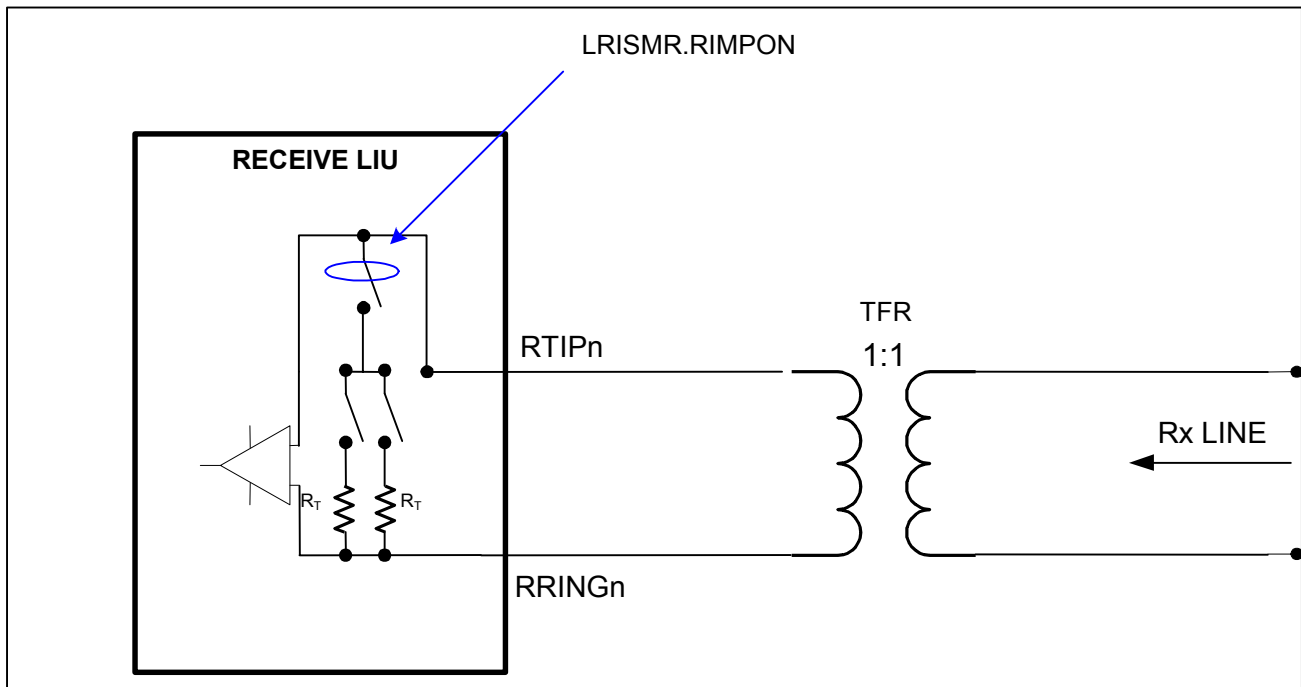 LRISMR.RIMPON
RECEIVE LIU
TFR
1:1
RTIPn
Rx LINE
RT
RT
RRINGn